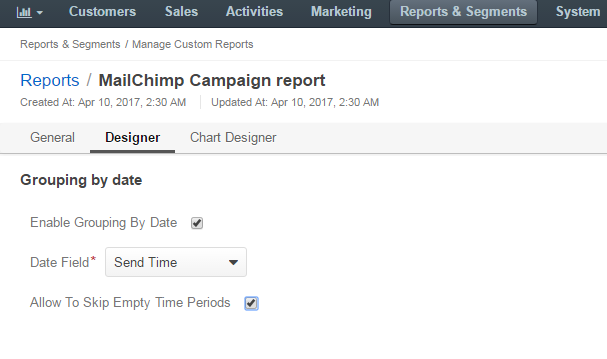 Customers Sales Activities Marketing Reports & Segments System
Reports & Segments / Manage Custom Reports
Reports / MailChimp Campaign report
Created At: Apr 10, 2017, 2:30 AM Updated At: Apr 10, 2017, 2:30 AM
General Designer Chart Designer
Grouping by date
Enable Grouping By Date
Date Field* Send Time
Allow To Skip Empty Time Periods